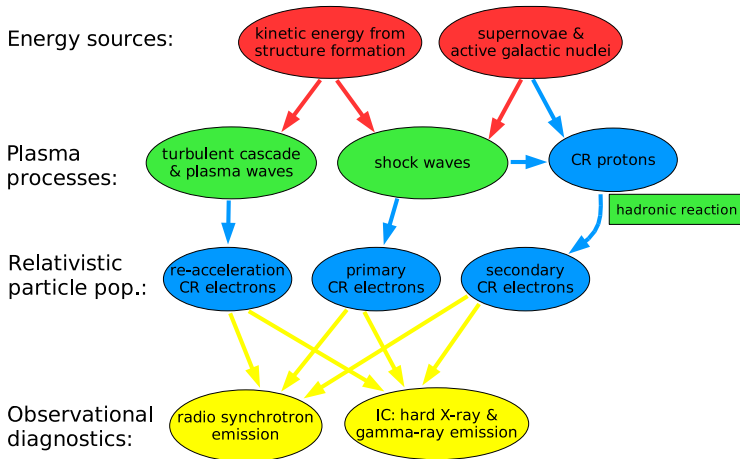 Energy sources:
kinetic energy from
structure formation
supernovae &
active galactic nuclei
Plasma
processes:
turbulent cascade
& plasma waves
shock waves
CR protons
hadronic reaction
Relativistic
particle pop.:
re-acceleration
CR electrons
primary
CR electrons
secondary
CR electrons
Observational
diagnostics:
radio synchrotron
emission
IC: hard X-ray &
gamma-ray emission